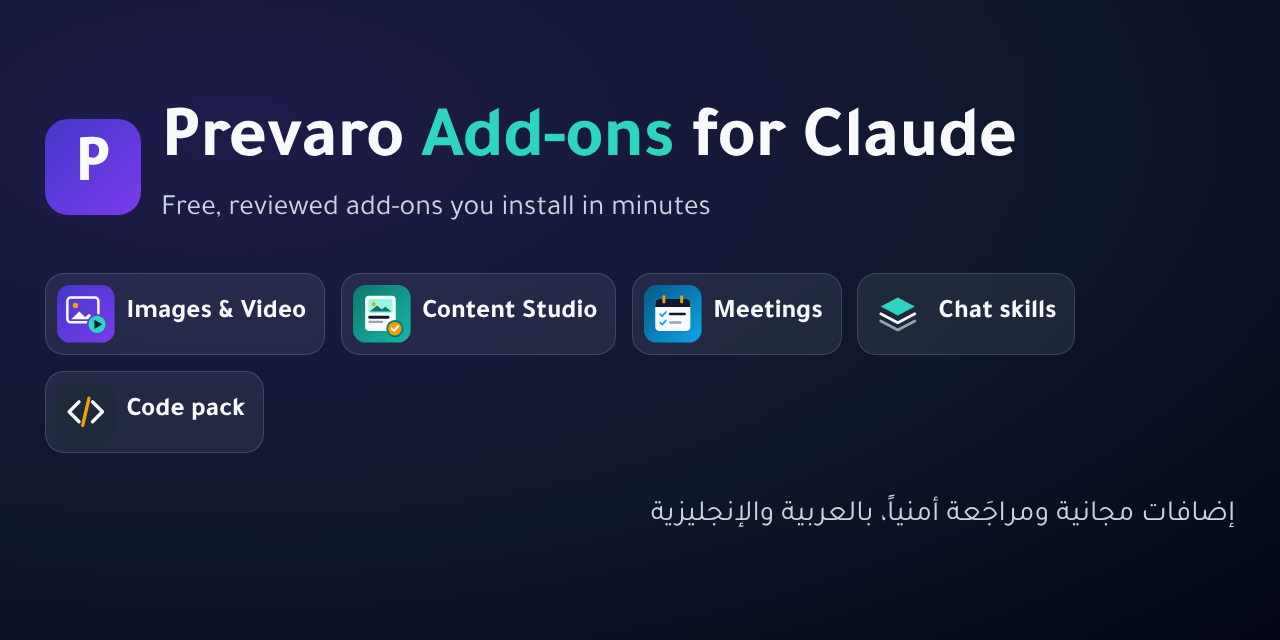 P
Prevaro Add-ons for Claude
Free, reviewed add-ons you install in minutes
Images & Video
Content Studio
Meetings
Chat skills
Code pack
إضافات مجانية ومراجَعة أمنياً، بالعربية والإنجليزية